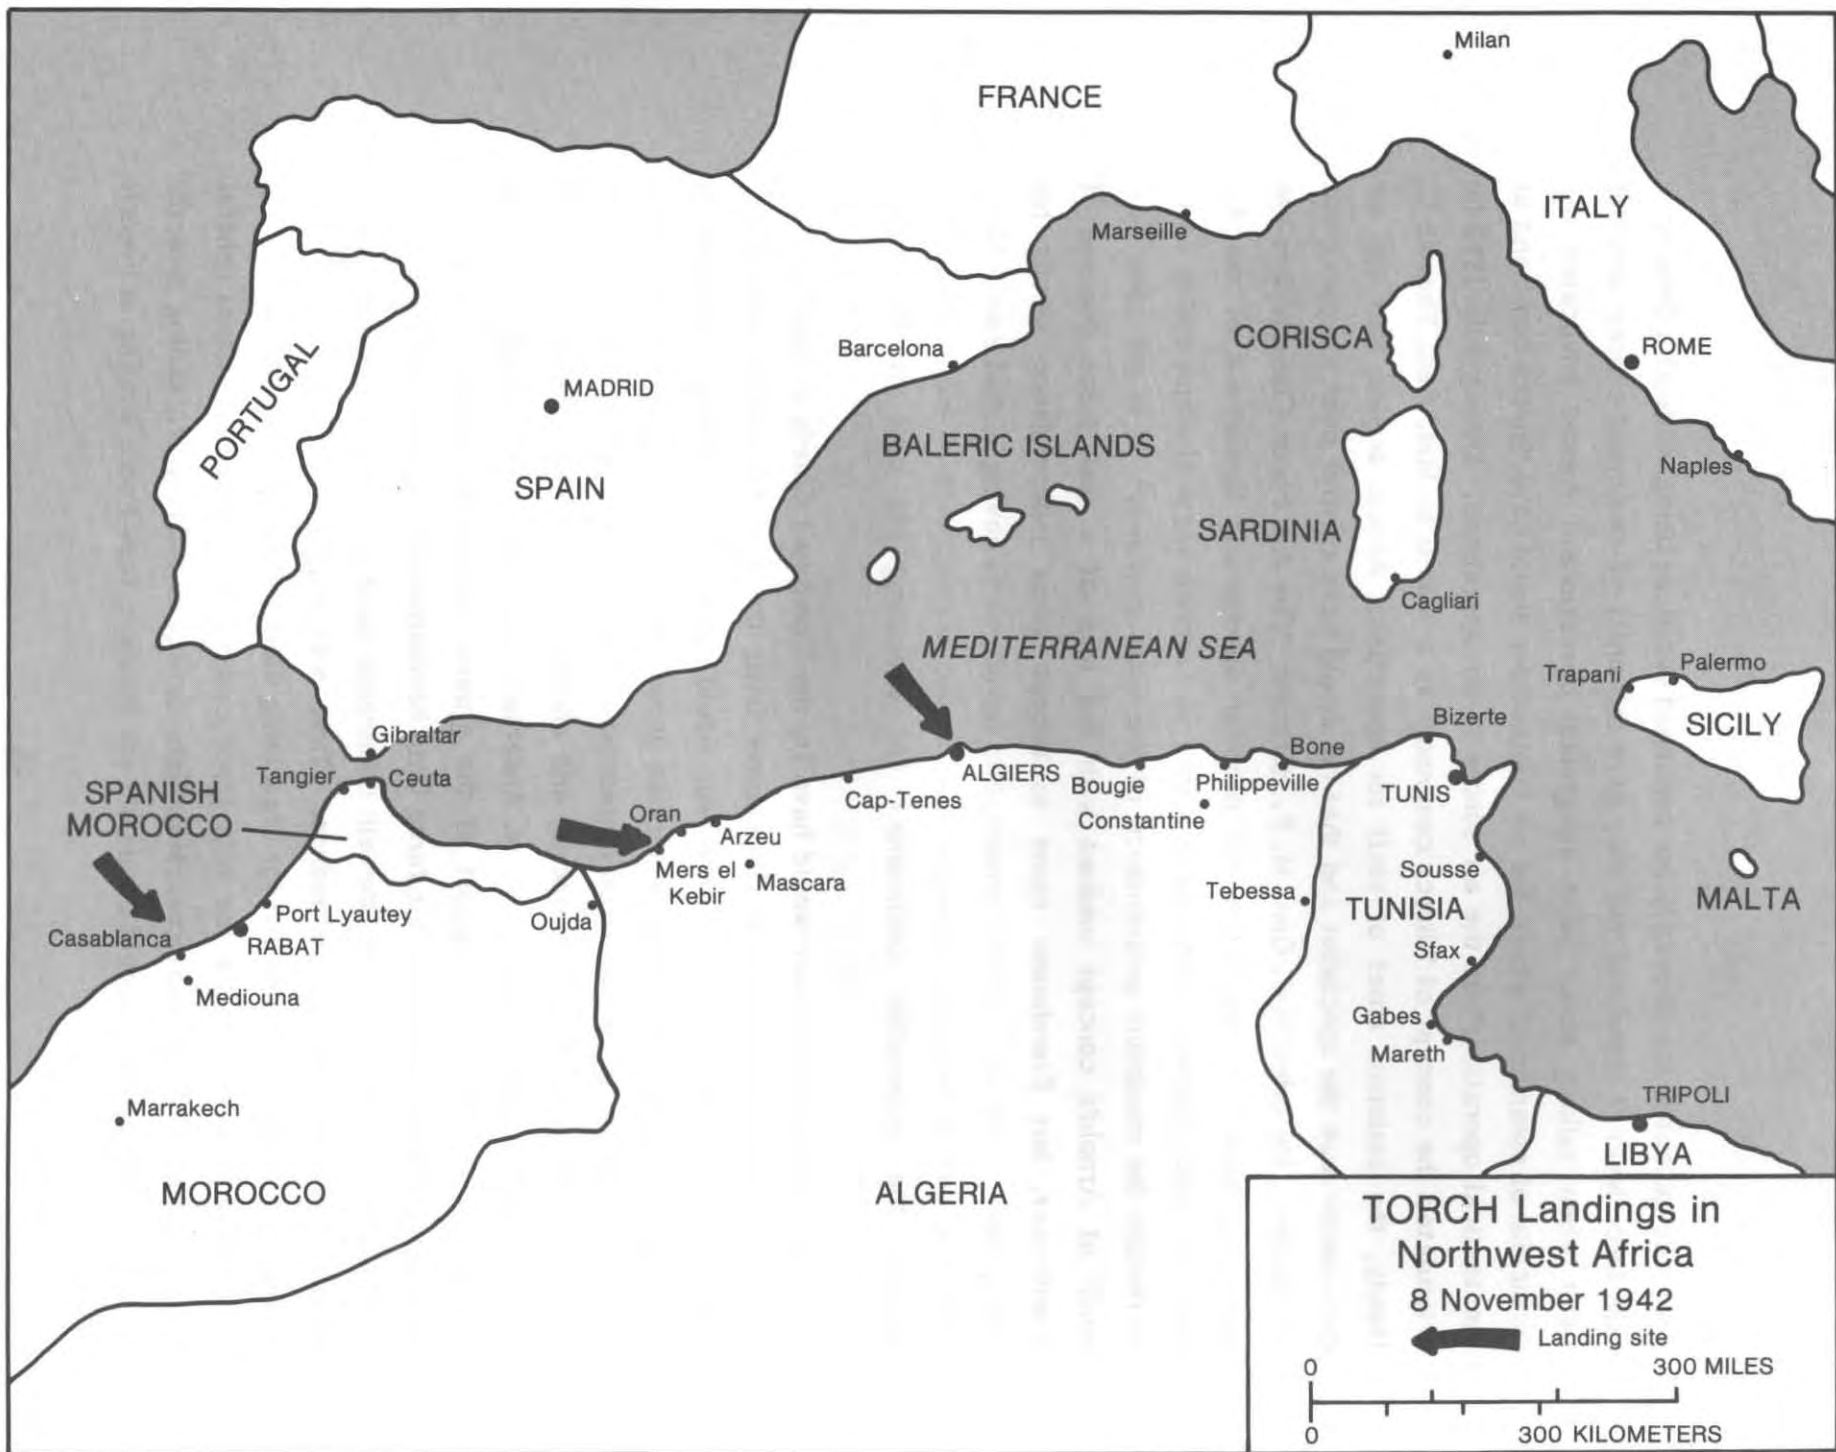 Milan
FRANCE
ITALY
Marseille
CORISCA
ROME
Barcelona
PORTUGAL
MADRID
BALERIC ISLANDS
Naples
SPAIN
SARDINIA
Cagliari
MEDITERRANEAN SEA
Trapani
Palermo
SICILY
Bizerte
Gibraltar
Bone
Tangier
Ceuta
ALGIERS
Bougie
Philippeville
TUNIS
SPANISH
MOROCCO
Cap-Tenes
Constantine
Oran
Arzeu
Mers el
Kebir
Mascara
Sousse
Tebessa
TUNISIA
MALTA
Port Lyautey
Oujda
Casablanca
RABAT
Sfax
Mediouna
Gabes
Mareth
Marrakech
TRIPOLI
LIBYA
MOROCCO
ALGERIA
TORCH Landings in
Northwest Africa
8 November 1942
Landing site
0 300 MILES
0 300 KILOMETERS